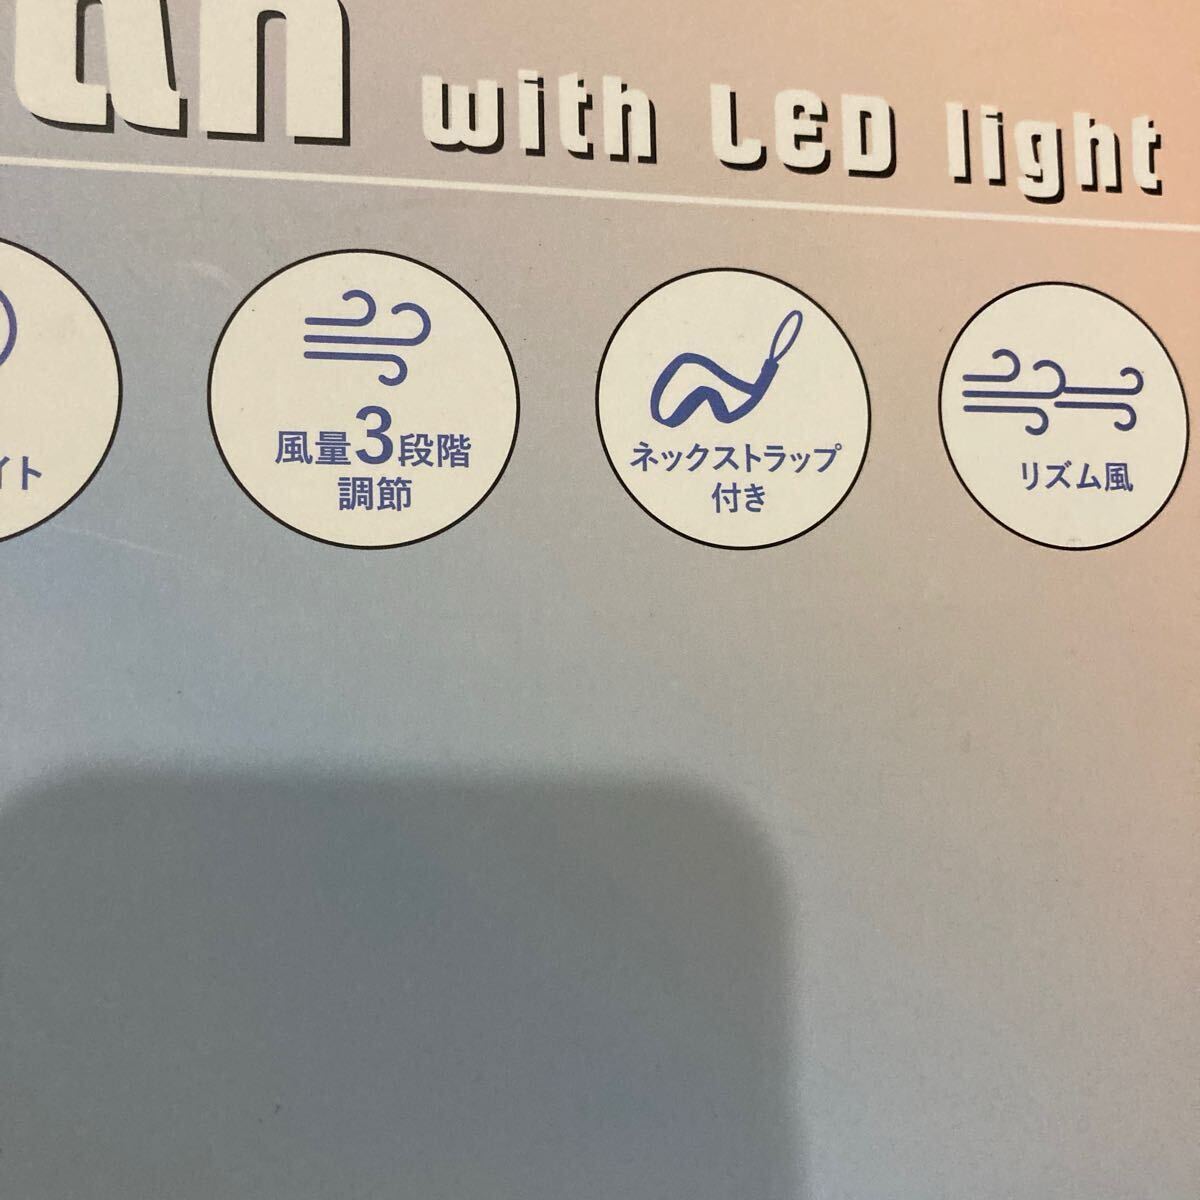 an with LED light
イト
風量3段階
調節
ネックストラップ
付き
リズム風